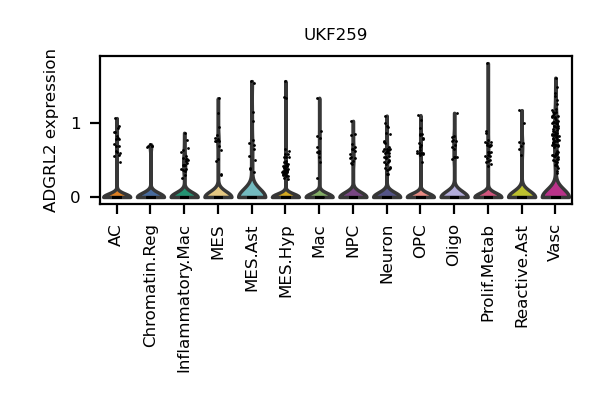 UKF259
ADGRL2 expression
1
0
AC
Chromatin.Reg
Inflammatory.Mac
MES
MES.Ast
MES.Hyp
Mac
NPC
Neuron
OPC
Oligo
Prolif.Metab
Reactive.Ast
Vasc